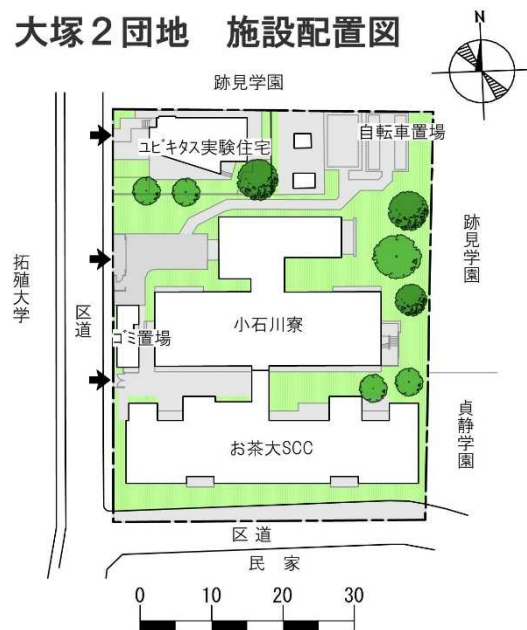 大塚２団地　施設配置図
N
跡見学園
自転車置場
ユビキタス実験住宅
跡見学園
拓殖大学
区道
小石川寮
ゴミ置場
貞静学園
お茶大SCC
区道
民家
0 10 20 30